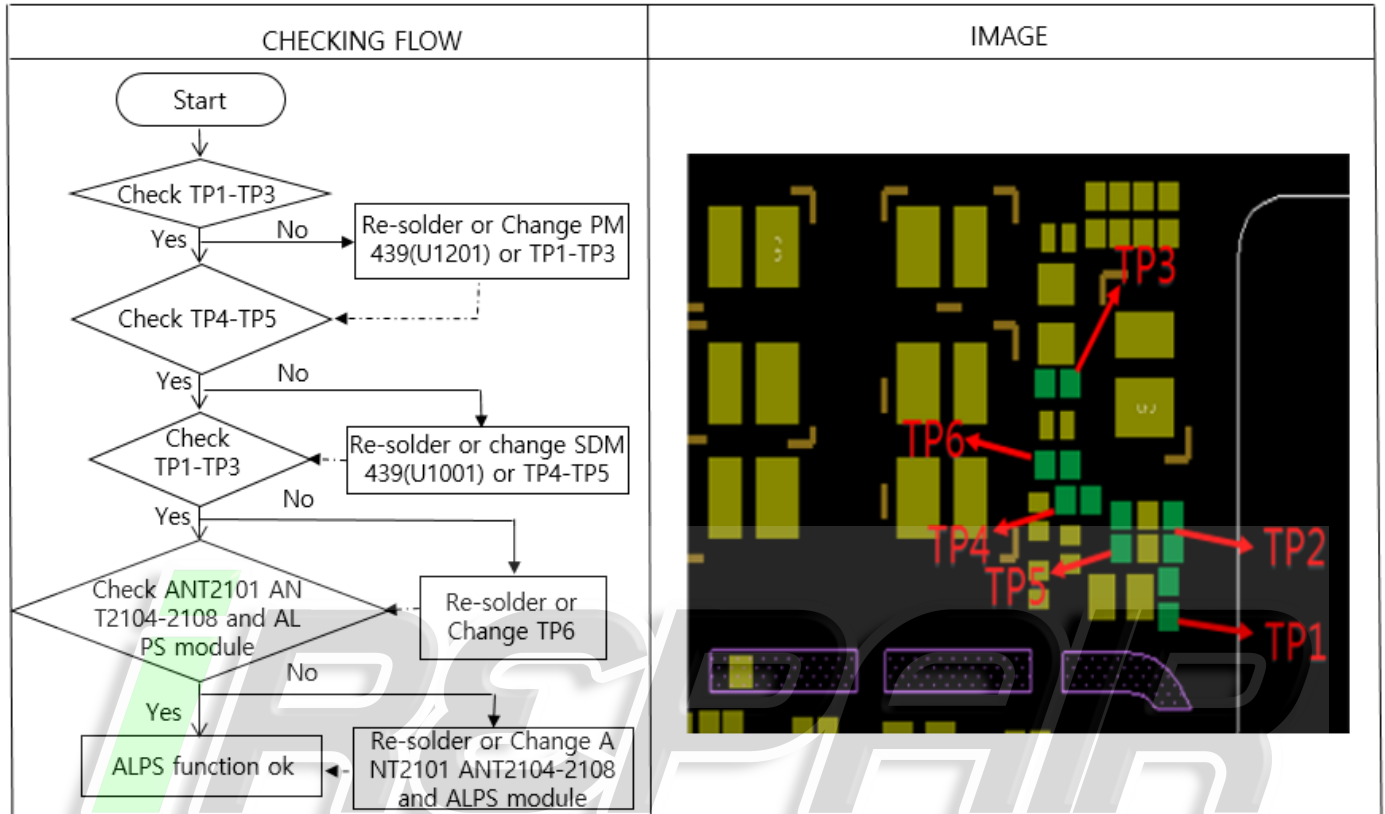 CHECKING FLOW
IMAGE
Start
Check TP1-TP3
Yes
No
Re-solder or Change PM
439(U1201) or TP1-TP3
Check TP4-TP5
Yes
No
Check
TP1-TP3
Re-solder or change SDM
439(U1001) or TP4-TP5
Yes
No
Check ANT2101 AN
T2104-2108 and AL
PS module
Re-solder or
Change TP6
Yes
No
ALPS function ok
Re-solder or Change A
NT2101 ANT2104-2108
and ALPS module
TP3
TP6
TP4
TP2
TP5
TP1